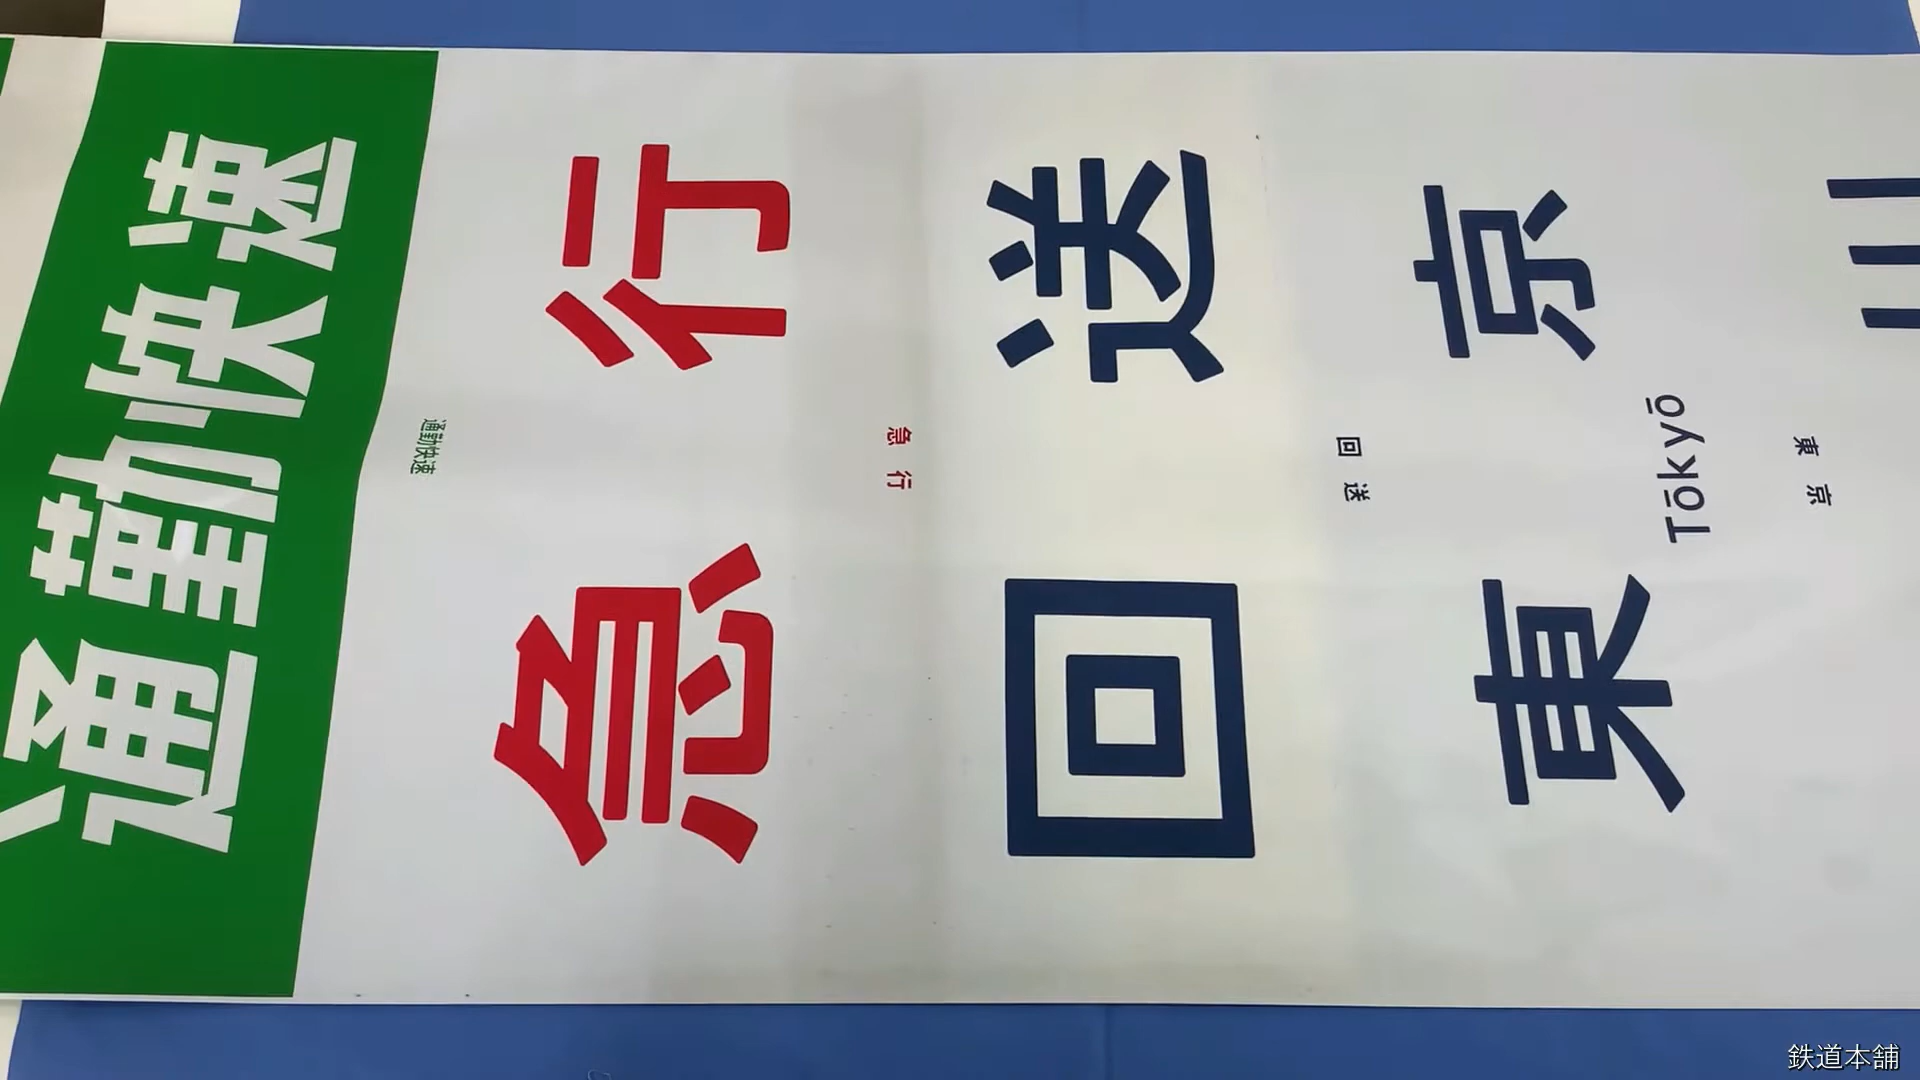 通勤快速
通勤快速
急行
急行
回送
回送
東京
Tōkyō
東京
鉄道本舗